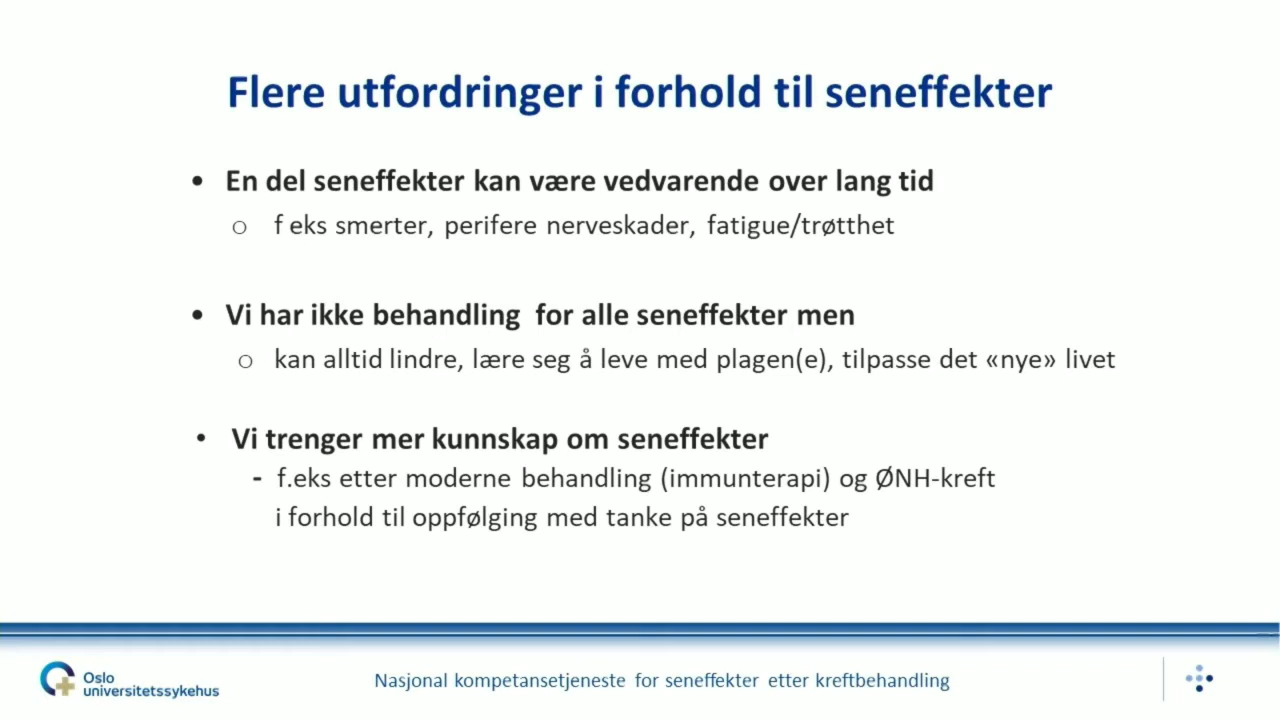 Flere utfordringer i forhold til seneffekter
• En del seneffekter kan være vedvarende over lang tid
o f eks smerter, perifere nerveskader, fatigue/trøtthet
• Vi har ikke behandling for alle seneffekter men
o kan alltid lindre, lære seg å leve med plagen(e), tilpasse det «nye» livet
• Vi trenger mer kunnskap om seneffekter
- f.eks etter moderne behandling (immunterapi) og ØNH-kreft
i forhold til oppfølging med tanke på seneffekter
Oslo
universitetssykehus
Nasjonal kompetansetjeneste for seneffekter etter kreftbehandling